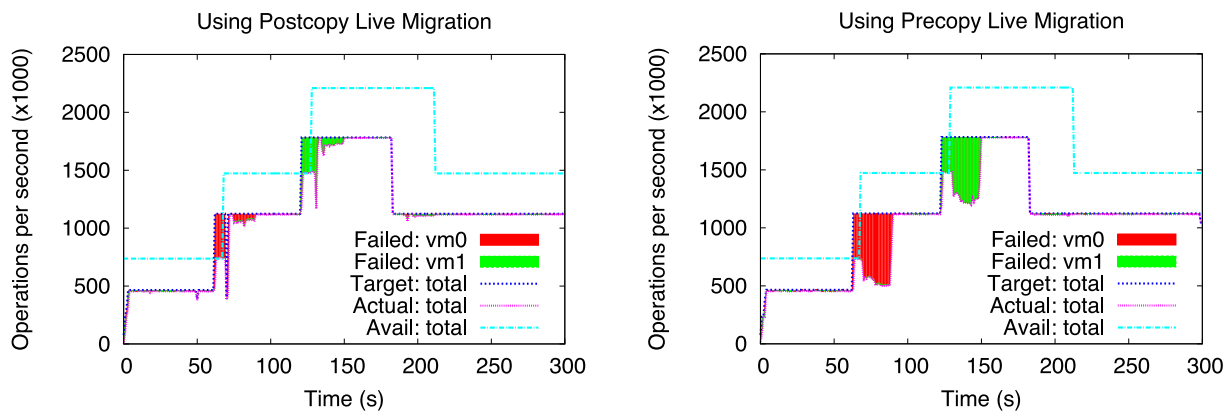 Using Postcopy Live Migration
Operations per second (x1000)
2500
2000
1500
1000
500
0
Failed: vm0
Failed: vm1
Target: total
Actual: total
Avail: total
0 50 100 150 200 250 300
Time (s)
Using Precopy Live Migration
Operations per second (x1000)
2500
2000
1500
1000
500
0
Failed: vm0
Failed: vm1
Target: total
Actual: total
Avail: total
0 50 100 150 200 250 300
Time (s)